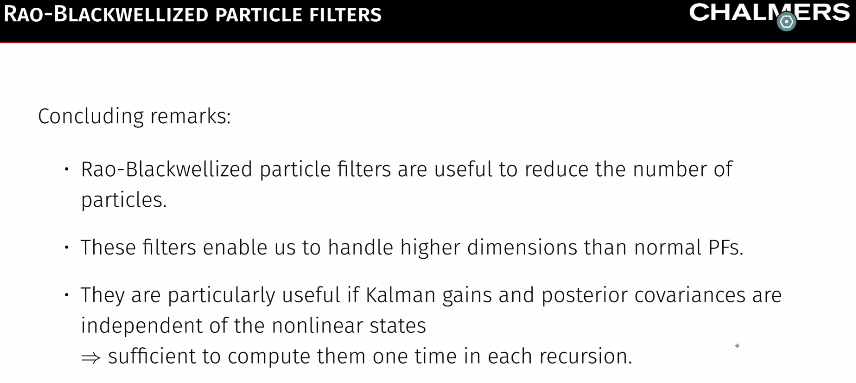 RAO-BLACKWELLIZED PARTICLE FILTERS
CHALMERS
Concluding remarks:
· Rao-Blackwellized particle filters are useful to reduce the number of
particles.
· These filters enable us to handle higher dimensions than normal PFs.
· They are particularly useful if Kalman gains and posterior covariances are
independent of the nonlinear states
⇒ sufficient to compute them one time in each recursion.